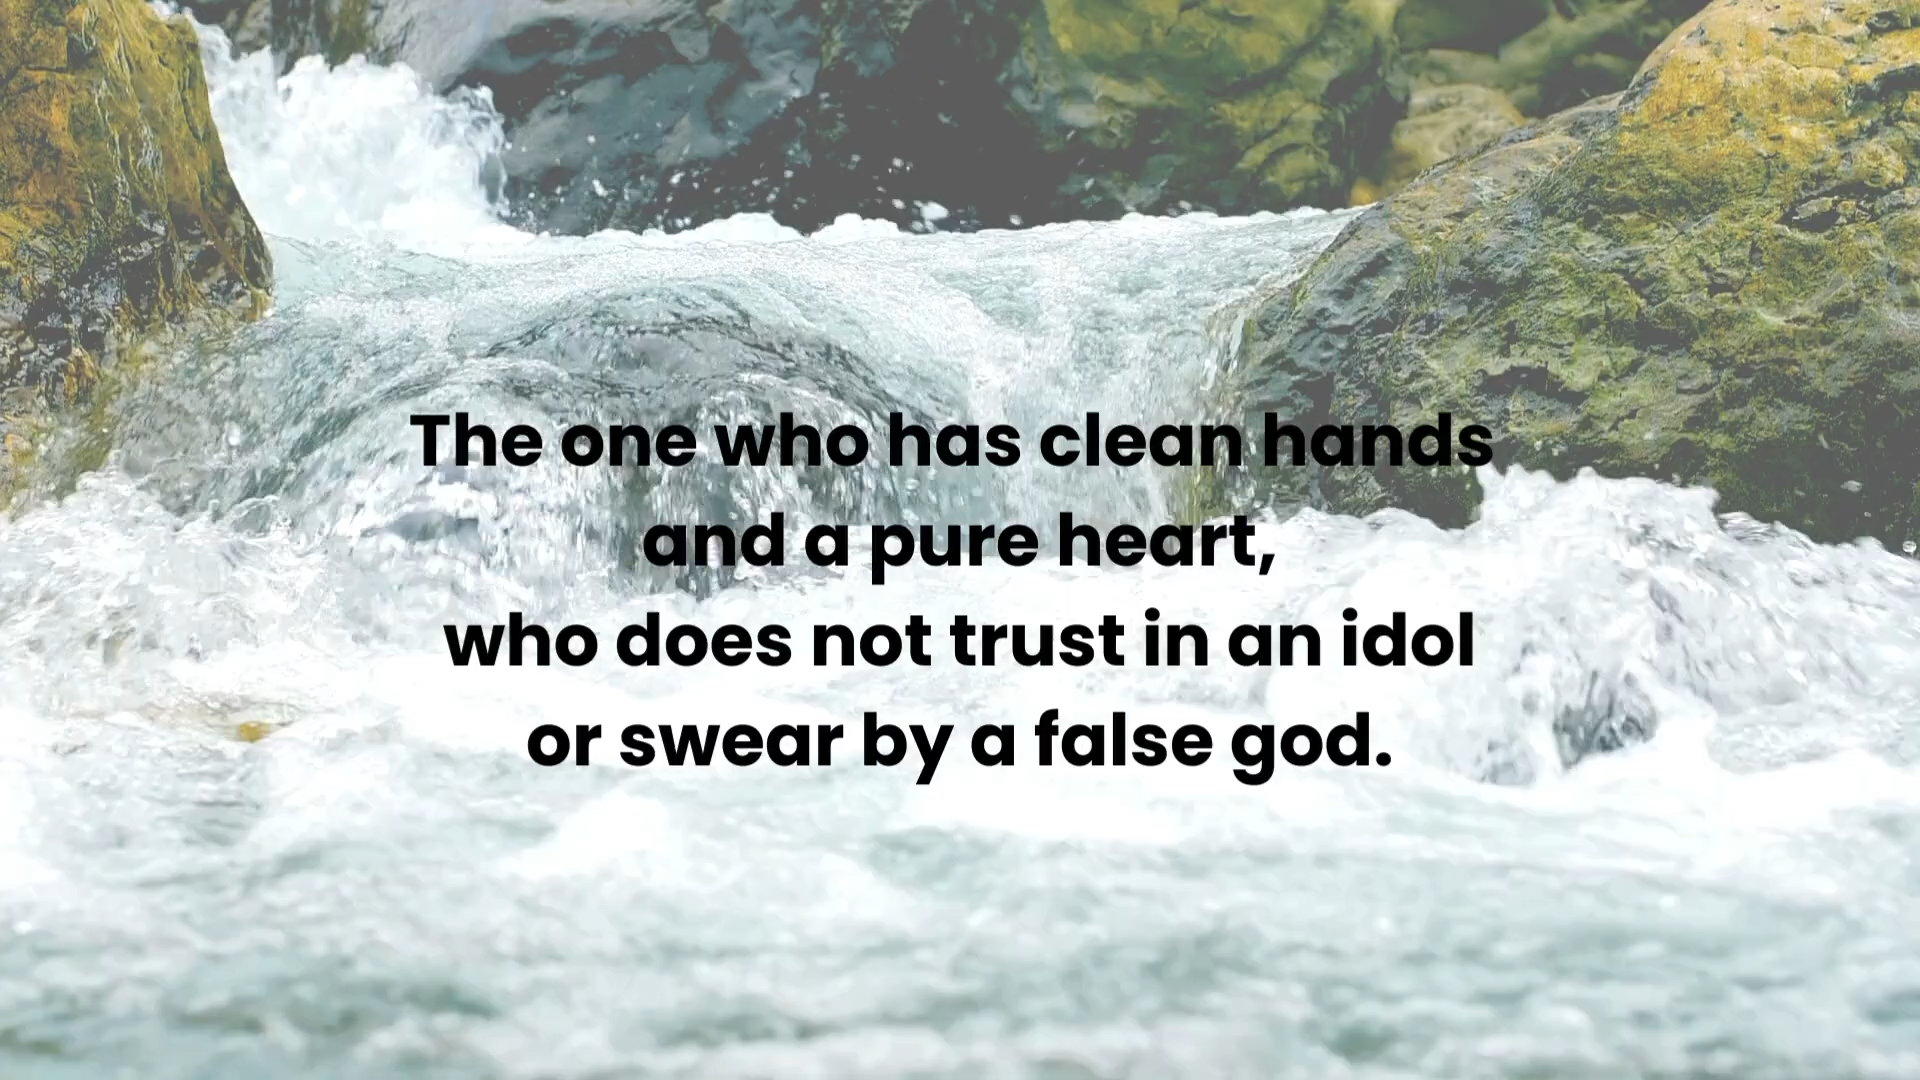 The one who has clean hands
and a pure heart,
who does not trust in an idol
or swear by a false god.